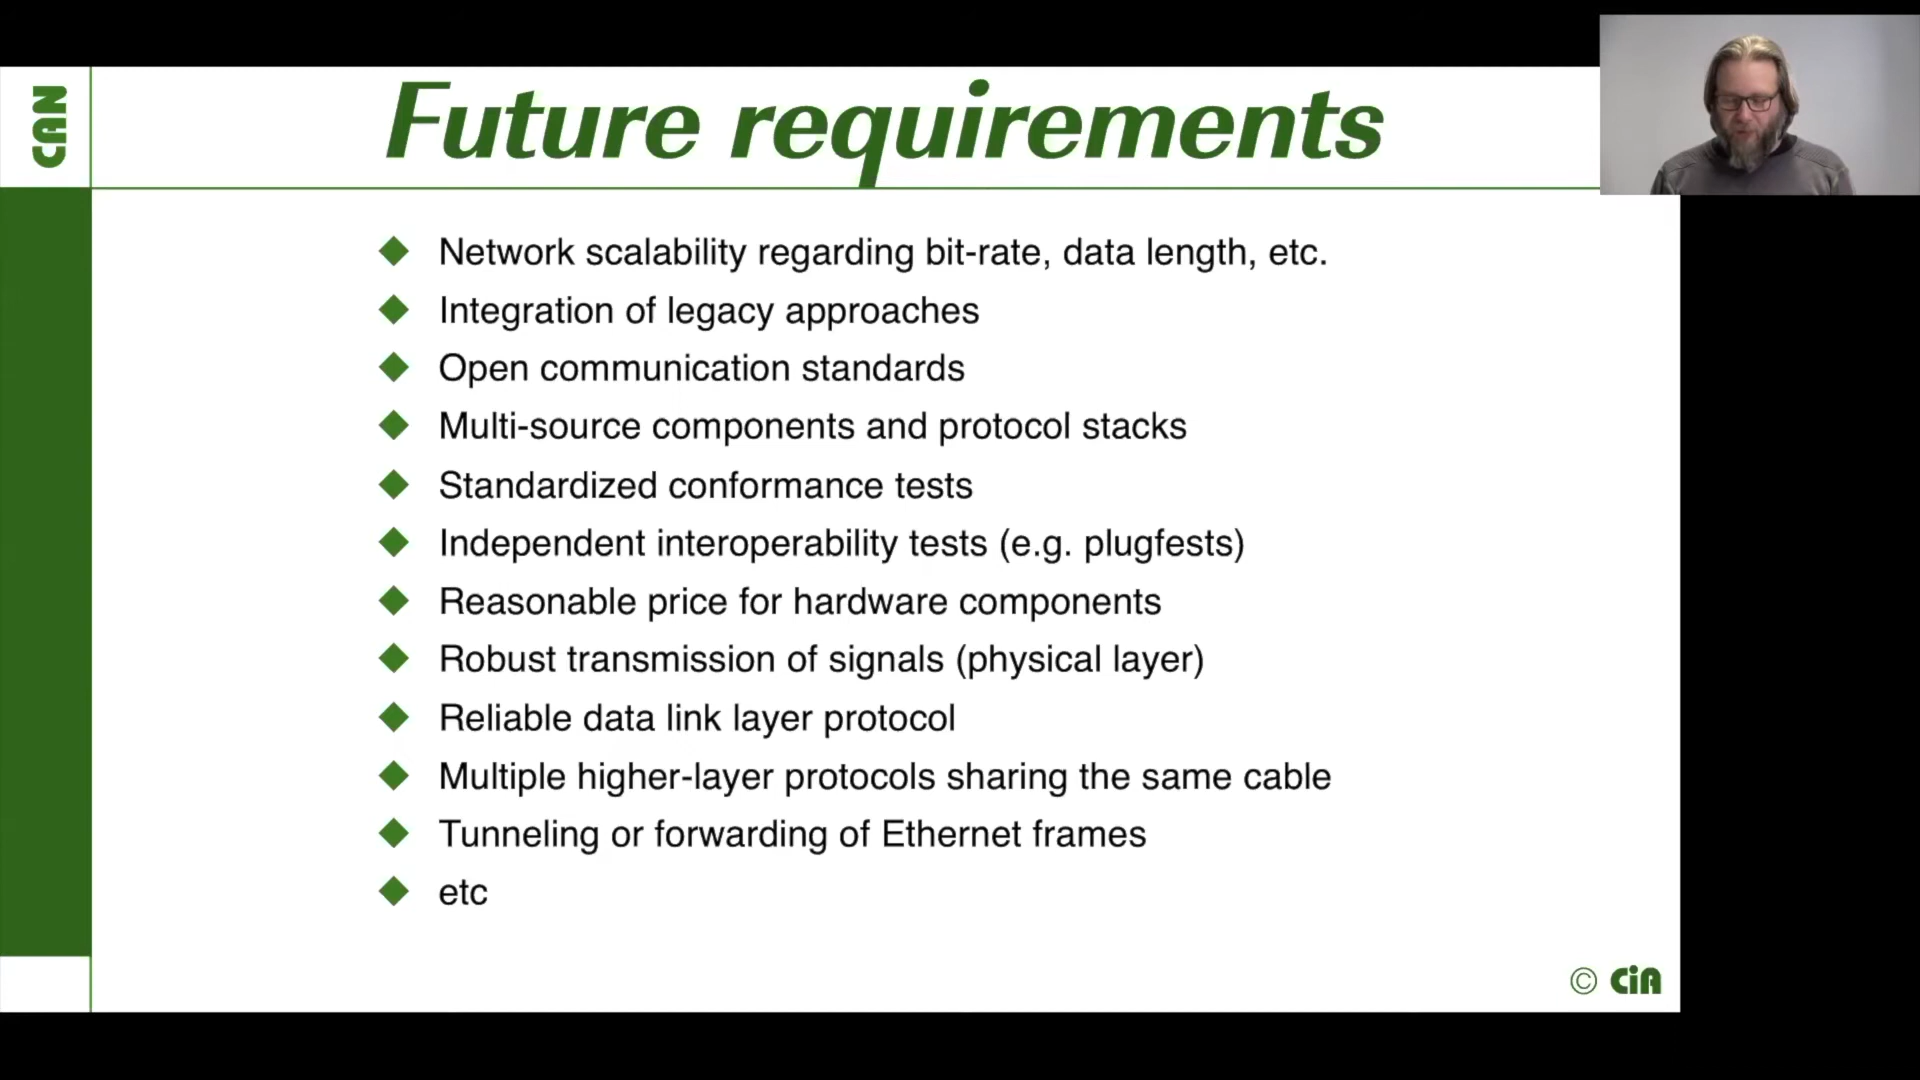 CAN
Future requirements
Network scalability regarding bit-rate, data length, etc.
Integration of legacy approaches
Open communication standards
Multi-source components and protocol stacks
Standardized conformance tests
Independent interoperability tests (e.g. plugfests)
Reasonable price for hardware components
Robust transmission of signals (physical layer)
Reliable data link layer protocol
Multiple higher-layer protocols sharing the same cable
Tunneling or forwarding of Ethernet frames
etc
© CiA